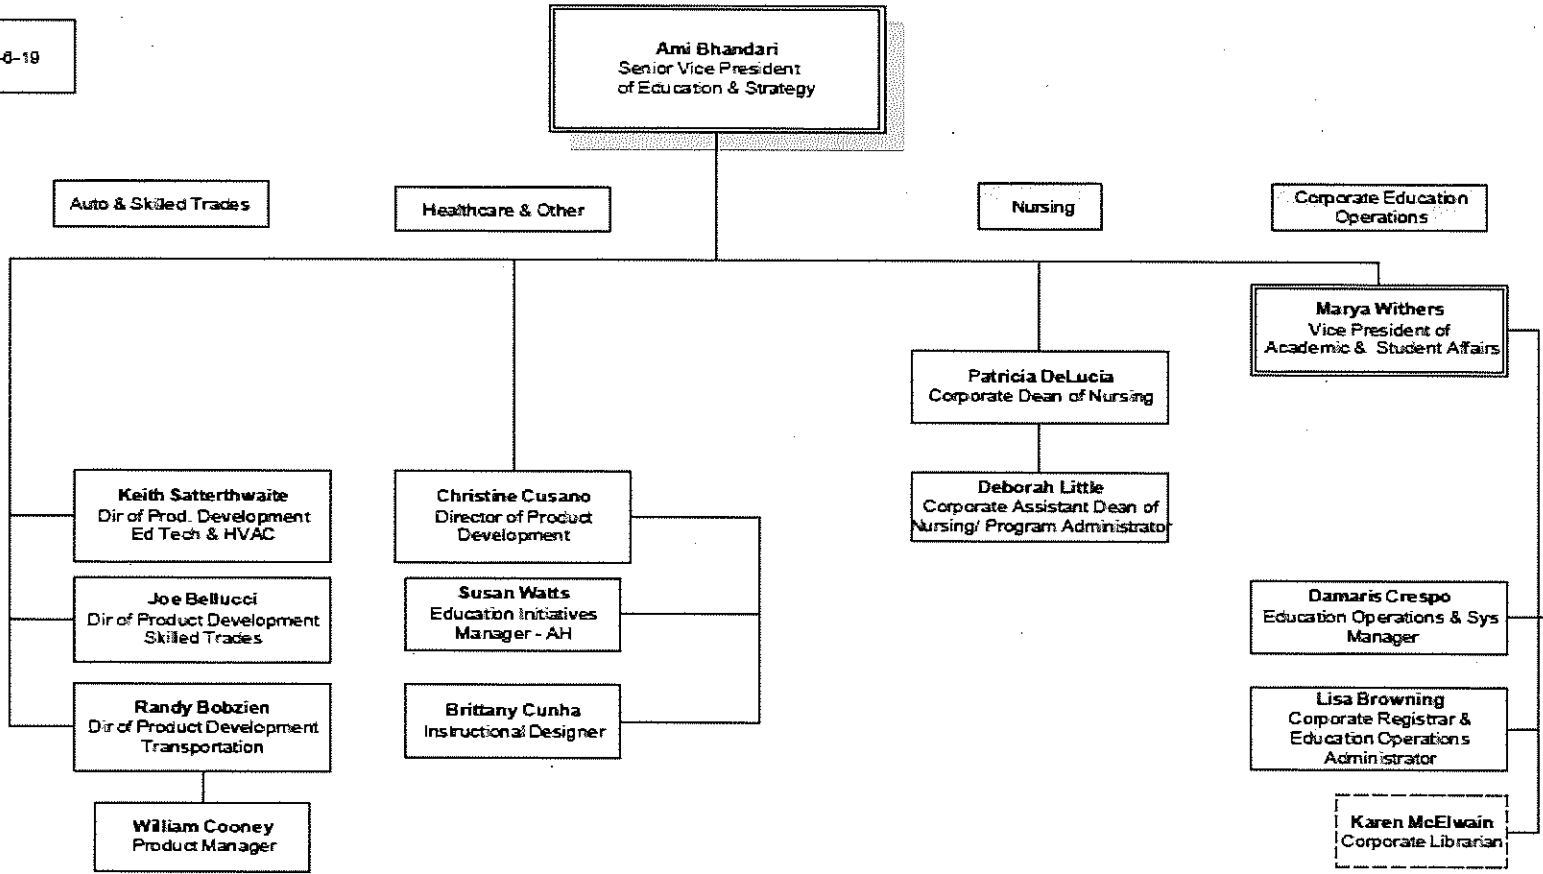 -6-19
Ami Bhandari
Senior Vice President
of Education & Strategy
Auto & Skilled Trades
Healthcare & Other
Nursing
Corporate Education
Operations
Marya Withers
Vice President of
Academic & Student Affairs
Patricia DeLucia
Corporate Dean of Nursing
Keith Satterthwaite
Dir of Prod. Development
Ed Tech & HVAC
Christine Cusano
Director of Product
Development
Deborah Little
Corporate Assistant Dean of
Nursing/ Program Administrator
Joe Bellucci
Dir of Product Development
Skilled Trades
Susan Watts
Education Initiatives
Manager - AH
Damaris Crespo
Education Operations & Sys
Manager
Randy Bobzien
Dir of Product Development
Transportation
Brittany Cunha
Instructional Designer
Lisa Browning
Corporate Registrar &
Education Operations
Administrator
William Cooney
Product Manager
Karen McElwain
Corporate Librarian